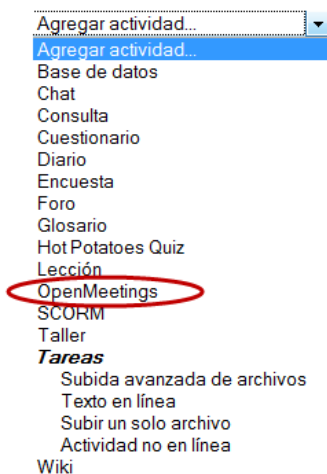 Agregar actividad...
Agregar actividad...
Base de datos
Chat
Consulta
Cuestionario
Diario
Encuesta
Foro
Glosario
Hot Potatoes Quiz
Lección
OpenMeetings
SCORM
Taller
Tareas
Subida avanzada de archivos
Texto en línea
Subir un solo archivo
Actividad no en línea
Wiki